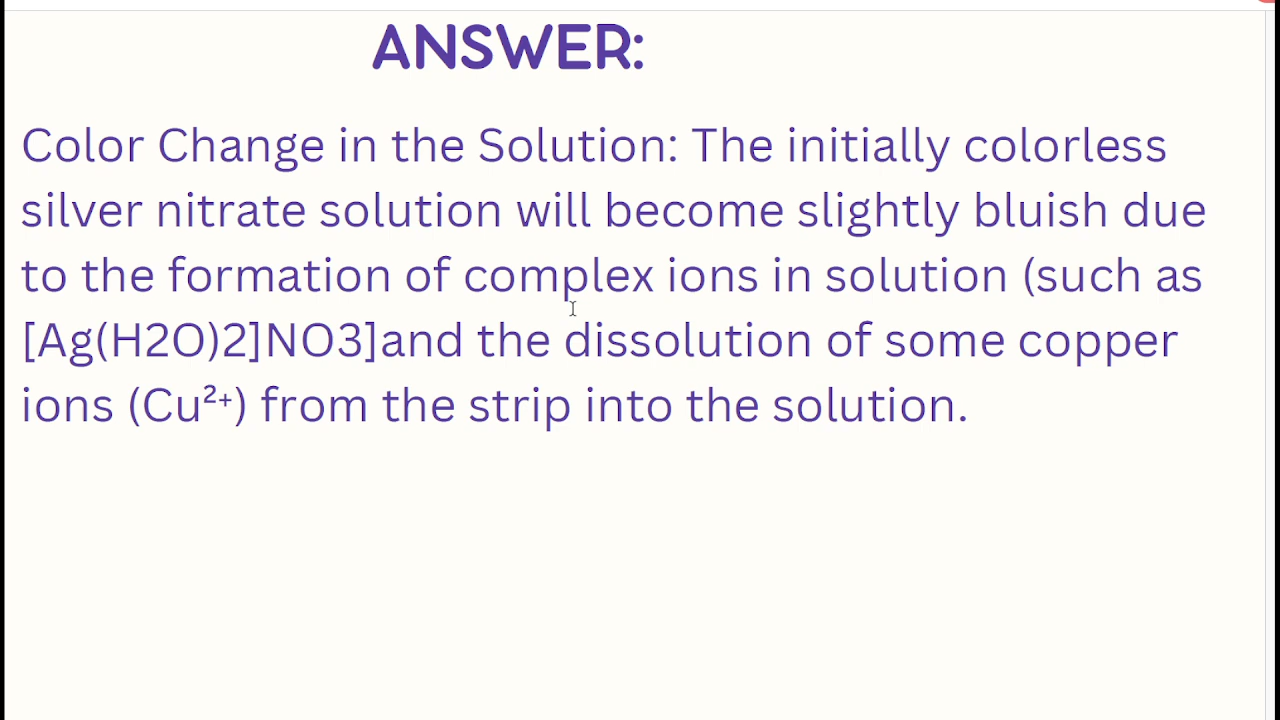 ANSWER:
Color Change in the Solution: The initially colorless
silver nitrate solution will become slightly bluish due
to the formation of complex ions in solution (such as
[Ag(H2O)2]NO3]and the dissolution of some copper
ions (Cu²⁺) from the strip into the solution.